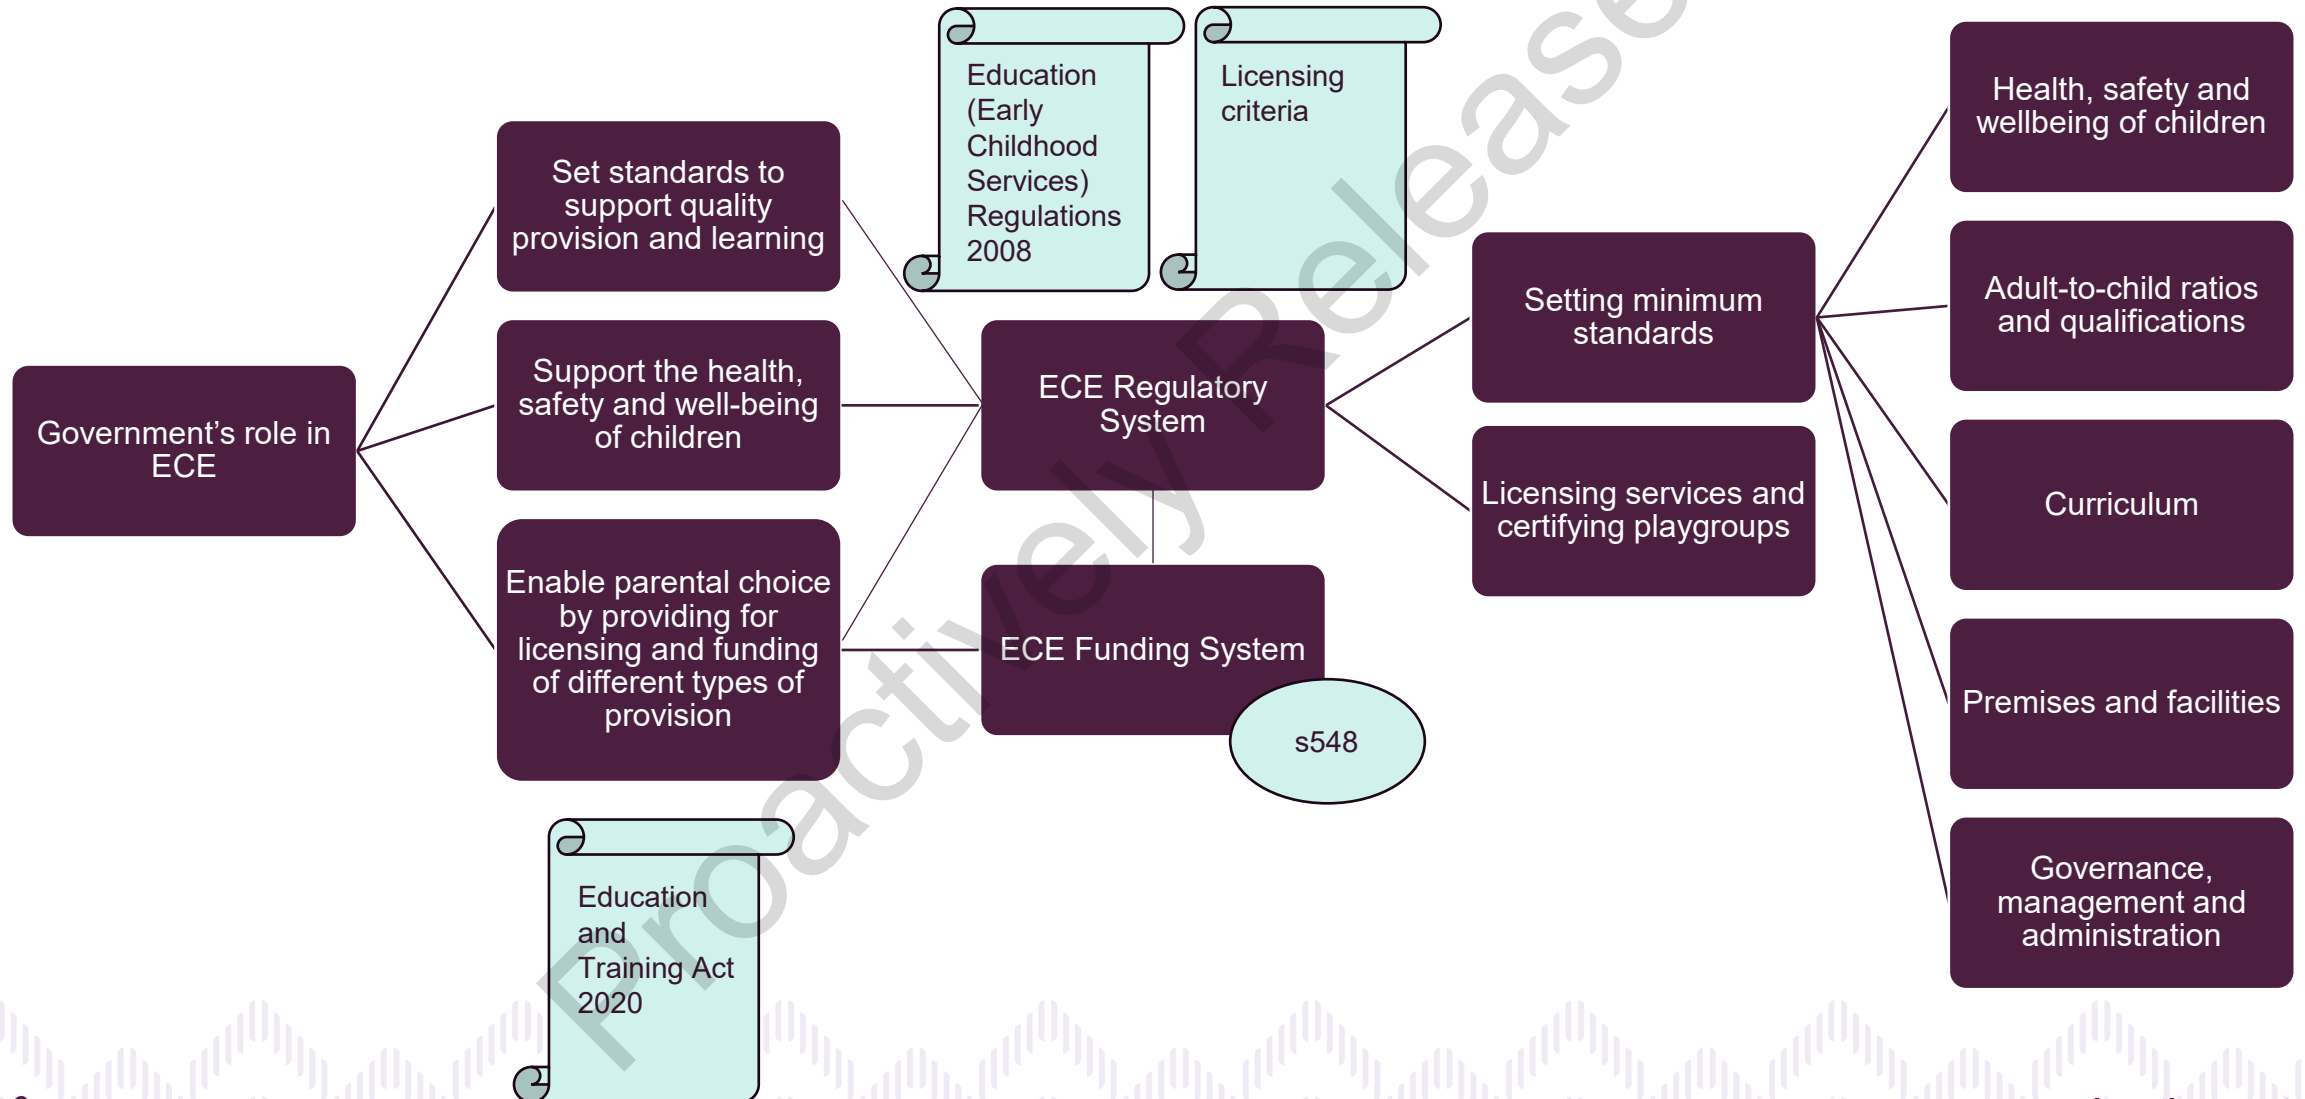 Government’s role in
ECE
Set standards to
support quality
provision and learning
Support the health,
safety and well-being
of children
Enable parental choice
by providing for
licensing and funding
of different types of
provision
Education
and
Training Act
2020
Education
(Early
Childhood
Services)
Regulations
2008
Licensing
criteria
ECE Regulatory
System
ECE Funding System
s548
Setting minimum
standards
Licensing services and
certifying playgroups
Health, safety and
wellbeing of children
Adult-to-child ratios
and qualifications
Curriculum
Premises and facilities
Governance,
management and
administration
Proactively Release